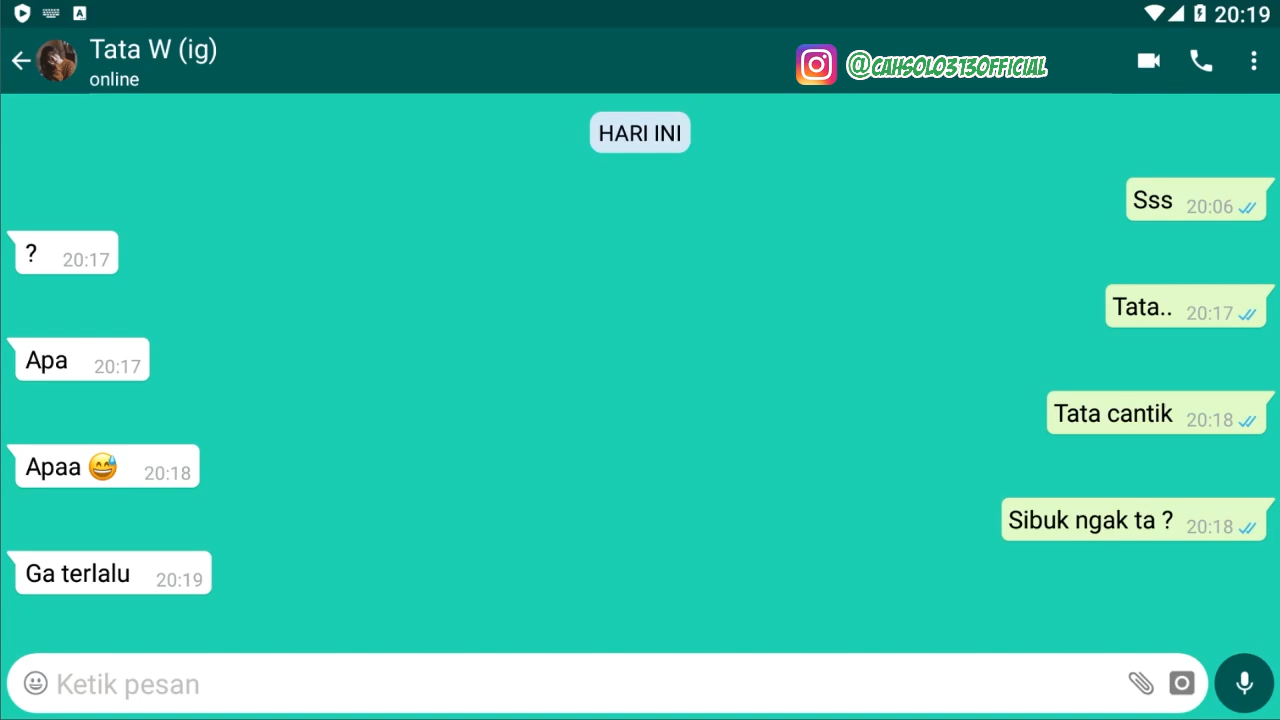 20:19
Tata W (ig)
online
@CAHSOLO313OFFICIAL
HARI INI
Sss 20:06
? 20:17
Tata.. 20:17
Apa 20:17
Tata cantik 20:18
Apaa 😅 20:18
Sibuk ngak ta ? 20:18
Ga terlalu 20:19
Ketik pesan